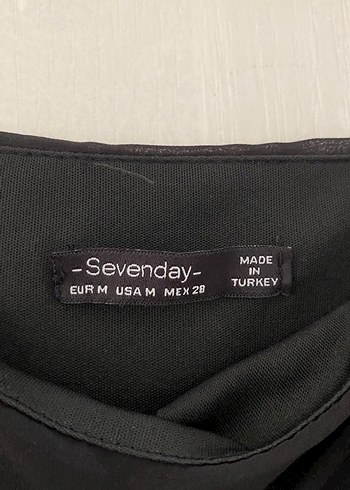 -Sevenday-
EUR M USA M MEX 28
MADE
IN
TURKEY